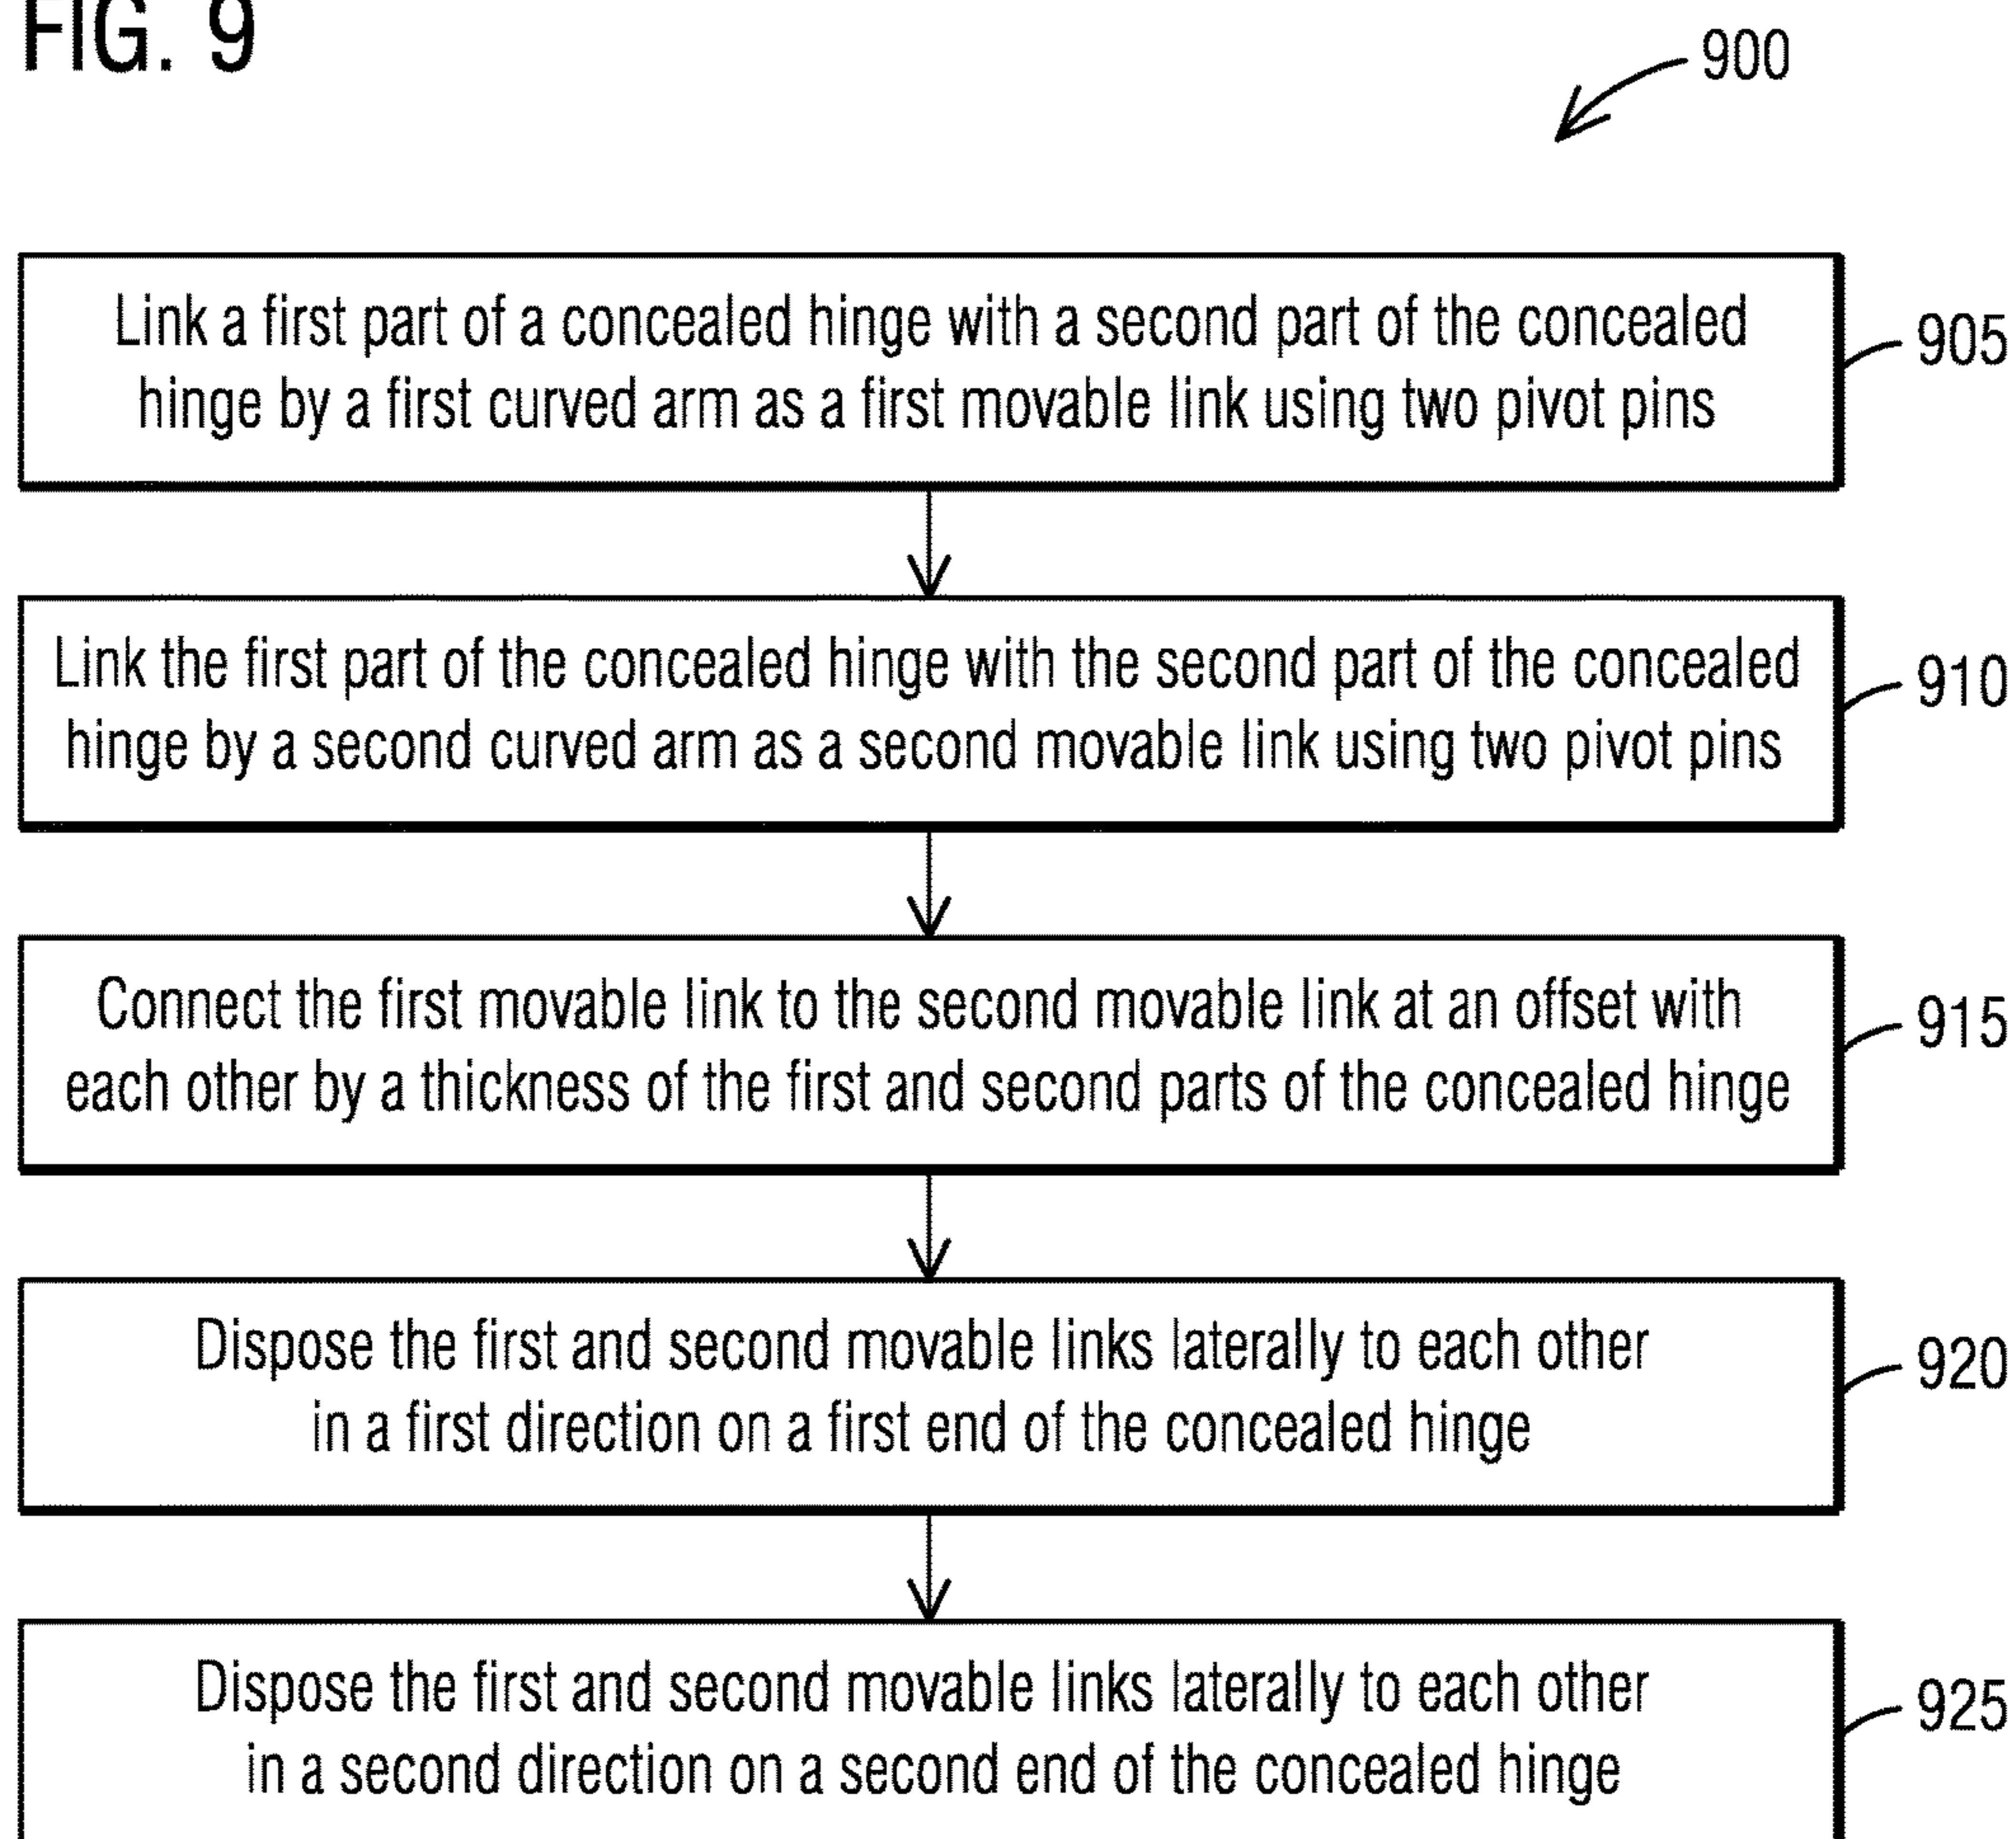 FIG. 9
900
Link a first part of a concealed hinge with a second part of the concealed
hinge by a first curved arm as a first movable link using two pivot pins
905
Link the first part of the concealed hinge with the second part of the concealed
hinge by a second curved arm as a second movable link using two pivot pins
910
Connect the first movable link to the second movable link at an offset with
each other by a thickness of the first and second parts of the concealed hinge
915
Dispose the first and second movable links laterally to each other
in a first direction on a first end of the concealed hinge
920
Dispose the first and second movable links laterally to each other
in a second direction on a second end of the concealed hinge
925